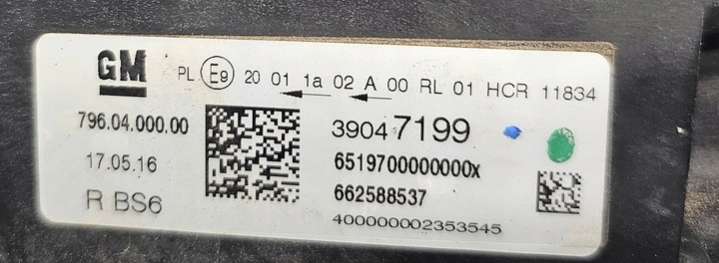 GM
PL E9 20 01 1a 02 A 00 RL 01 HCR 11834
796.04.000.00
39047199
17.05.16
6519700000000x
R BS6
662588537
400000002353545